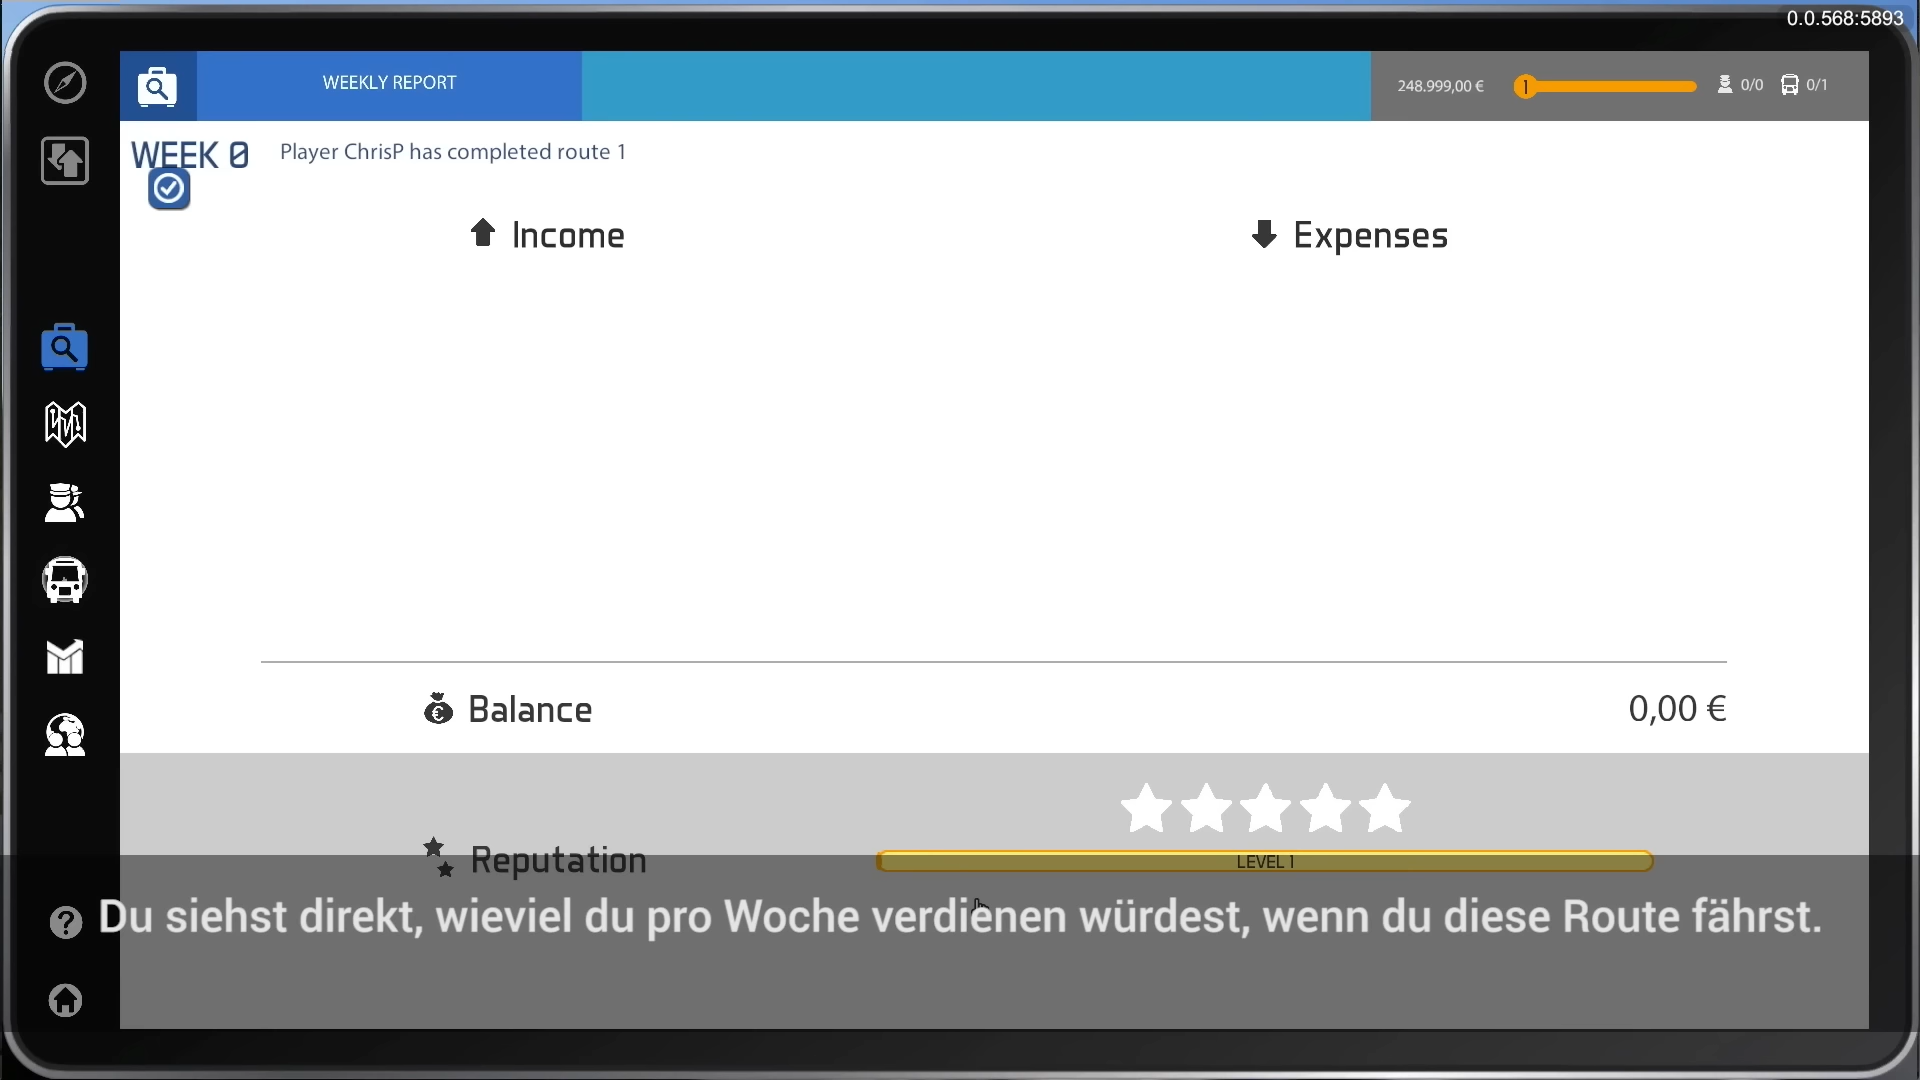 0.0.568:5893
WEEKLY REPORT
248.999,00 €
1
0/0
0/1
WEEK 0
Player ChrisP has completed route 1
Income
Expenses
Balance
0,00 €
Reputation
LEVEL 1
Du siehst direkt, wieviel du pro Woche verdienen würdest, wenn du diese Route fährst.